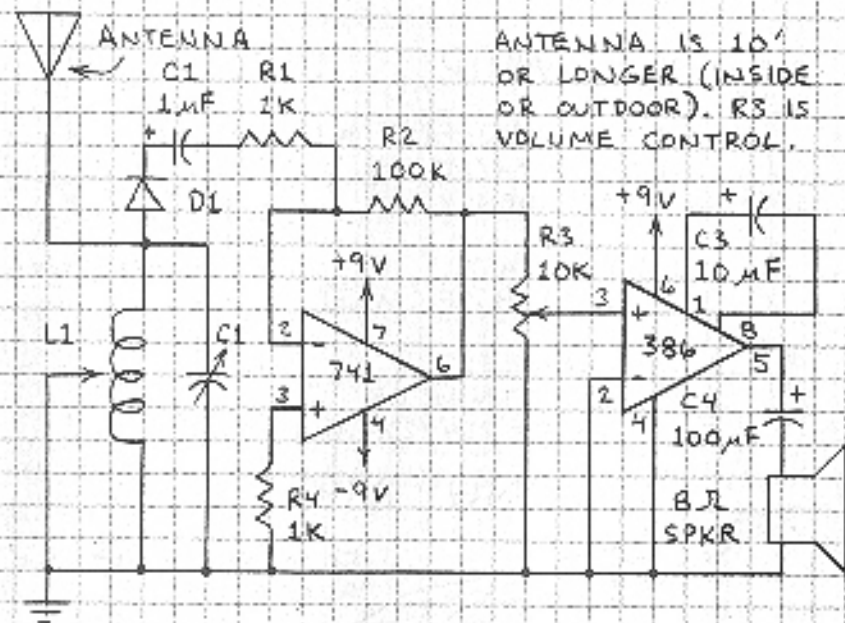 ANTENNA
C1
1µF
R1
1K
ANTENNA IS 10'
OR LONGER (INSIDE
OR OUTDOOR). R3 IS
VOLUME CONTROL.
+
R2
100K
D1
+9V
+
C3
10µF
R3
10K
+9V
6
1
3
+
8
386
5
2
-
4
C4
+
100µF
L1
C1
2
-
7
741
6
3
+
4
-9V
R4
1K
8Ω
SPKR